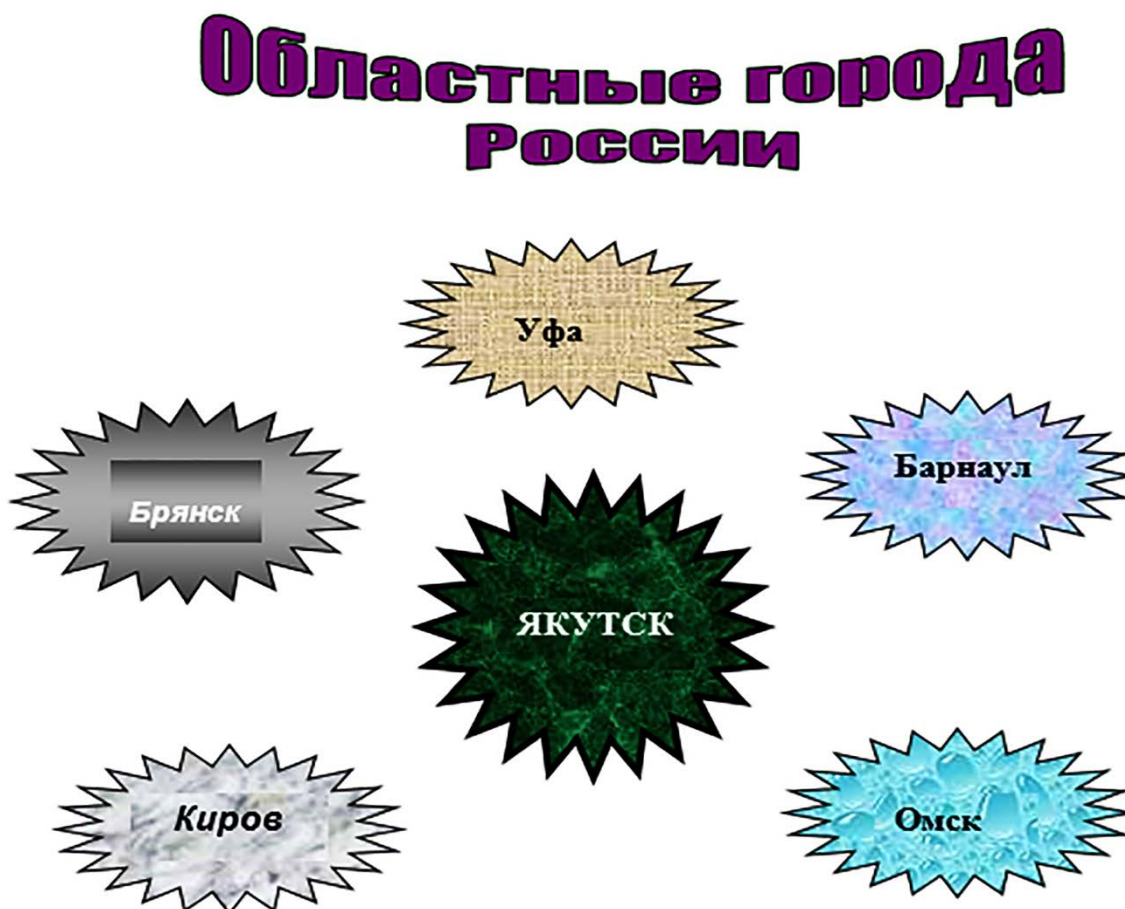 Областные города
России
Уфа
Барнаул
Брянск
ЯКУТСК
Киров
Омск